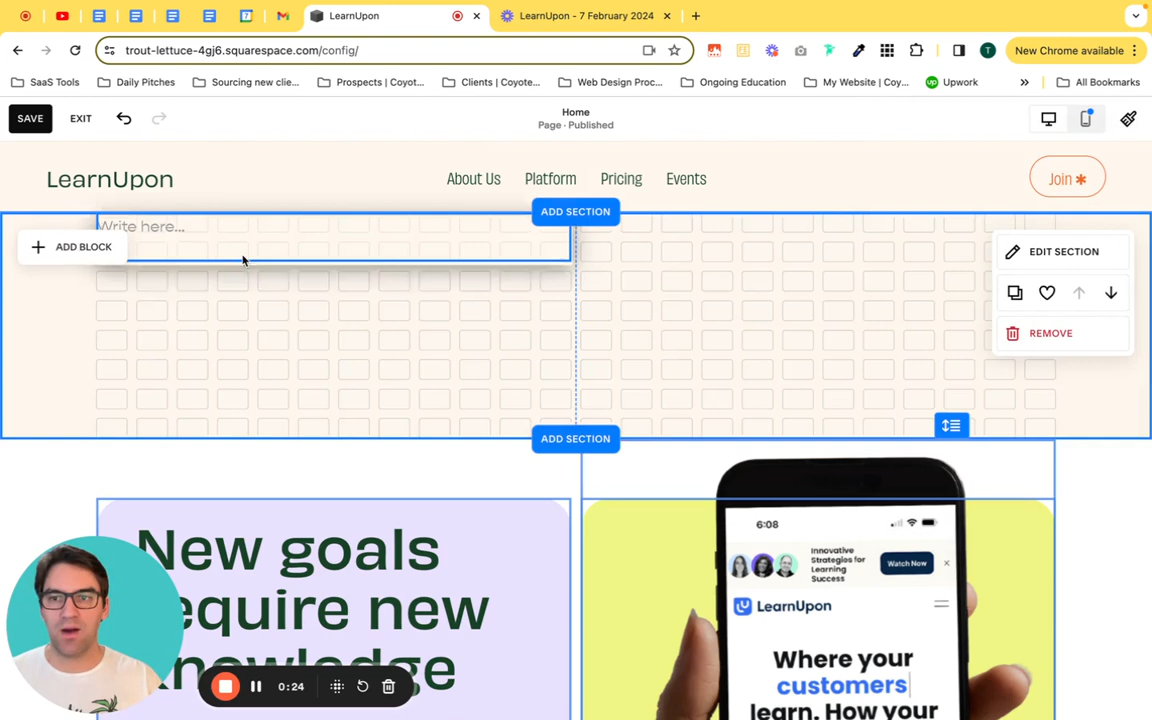 LearnUpon
LearnUpon - 7 February 2024
trout-lettuce-4gj6.squarespace.com/config/
New Chrome available
SaaS Tools
Daily Pitches
Sourcing new clie...
Prospects | Coyot...
Clients | Coyote...
Web Design Proc...
Ongoing Education
My Website | Coy...
up Upwork
»
All Bookmarks
SAVE
EXIT
Home
Page · Published
LearnUpon
About Us
Platform
Pricing
Events
Join ✱
ADD SECTION
Write here...
ADD BLOCK
EDIT SECTION
REMOVE
ADD SECTION
New goals
require new
knowledge
6:08
Innovative
Strategies for
Learning
Success
Watch Now
LearnUpon
Where your
customers
learn. How your
0:24